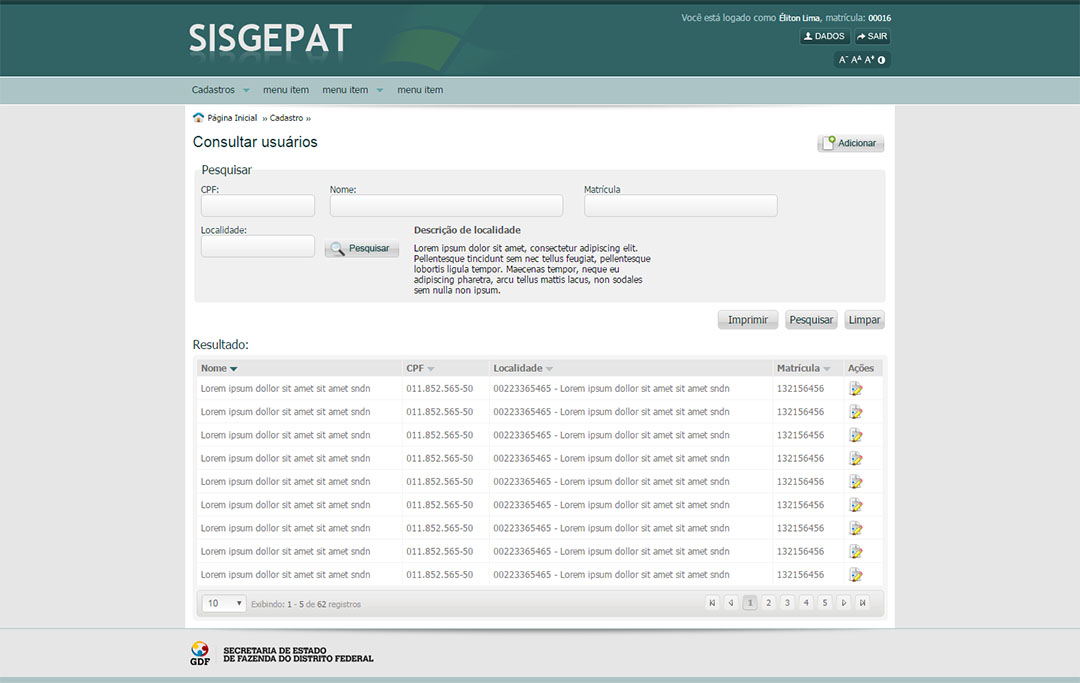 SISGEPAT
Você está logado como Éliton Lima, matrícula: 00016
DADOS SAIR
A- AA A+
Cadastros menu item menu item menu item
Página Inicial » Cadastro »
Consultar usuários
Adicionar
Pesquisar
CPF: Nome: Matrícula
Localidade:
Pesquisar
Descrição de localidade
Lorem ipsum dolor sit amet, consectetur adipiscing elit.
Pellentesque tincidunt sem nec tellus feugiat, pellentesque
lobortis ligula tempor. Maecenas tempor, neque eu
adipiscing pharetra, arcu tellus mattis lacus, non sodales
sem nulla non ipsum.
Imprimir Pesquisar Limpar
Resultado:
Nome CPF Localidade Matrícula Ações
Lorem ipsum dollor sit amet sit amet sndn 011.852.565-50 00223365465 - Lorem ipsum dollor sit amet sit amet sndn 132156456
Lorem ipsum dollor sit amet sit amet sndn 011.852.565-50 00223365465 - Lorem ipsum dollor sit amet sit amet sndn 132156456
Lorem ipsum dollor sit amet sit amet sndn 011.852.565-50 00223365465 - Lorem ipsum dollor sit amet sit amet sndn 132156456
Lorem ipsum dollor sit amet sit amet sndn 011.852.565-50 00223365465 - Lorem ipsum dollor sit amet sit amet sndn 132156456
Lorem ipsum dollor sit amet sit amet sndn 011.852.565-50 00223365465 - Lorem ipsum dollor sit amet sit amet sndn 132156456
Lorem ipsum dollor sit amet sit amet sndn 011.852.565-50 00223365465 - Lorem ipsum dollor sit amet sit amet sndn 132156456
Lorem ipsum dollor sit amet sit amet sndn 011.852.565-50 00223365465 - Lorem ipsum dollor sit amet sit amet sndn 132156456
Lorem ipsum dollor sit amet sit amet sndn 011.852.565-50 00223365465 - Lorem ipsum dollor sit amet sit amet sndn 132156456
Lorem ipsum dollor sit amet sit amet sndn 011.852.565-50 00223365465 - Lorem ipsum dollor sit amet sit amet sndn 132156456
10 Exibindo: 1 - 5 de 62 registros 1 2 3 4 5
GDF
SECRETARIA DE ESTADO
DE FAZENDA DO DISTRITO FEDERAL